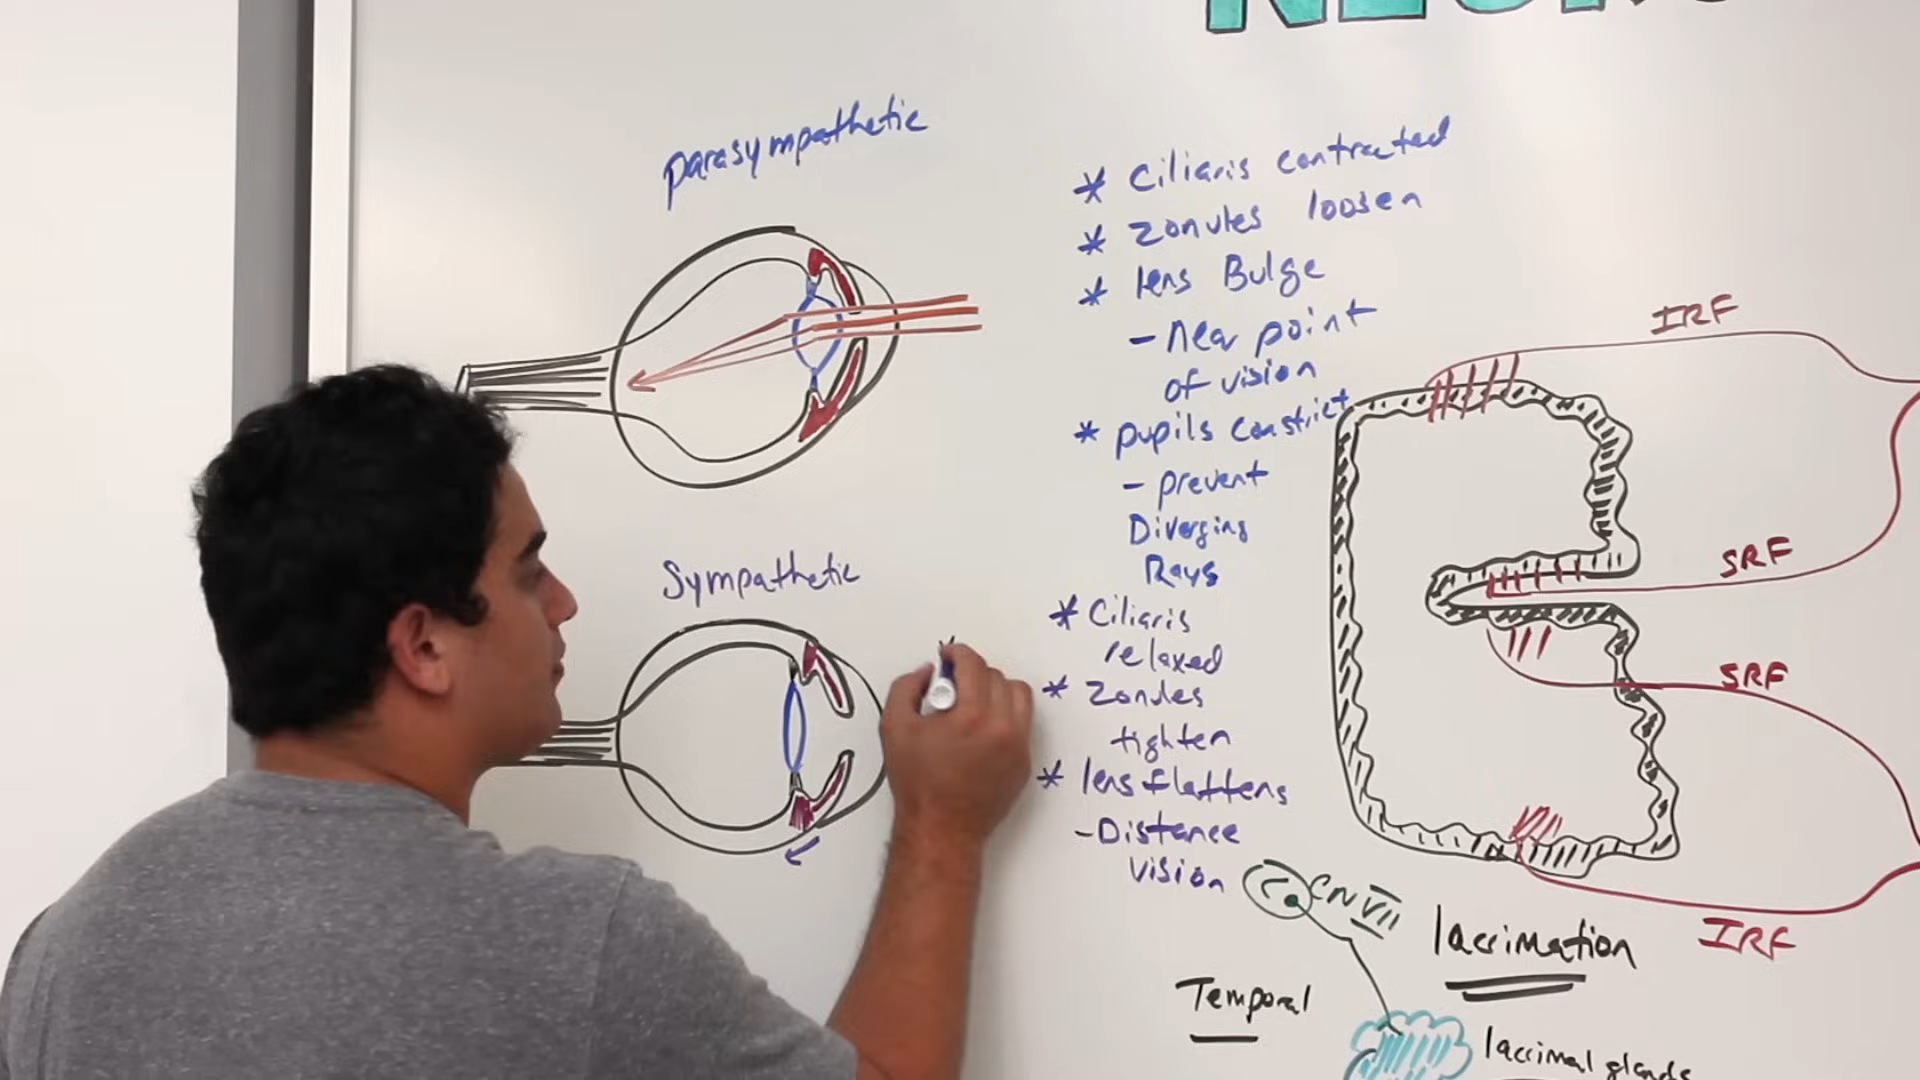 parasympathetic
* Ciliaris contracted
* Zonules loosen
* lens Bulge
- Near point
of vision
* pupils constrict
- prevent
Diverging
Rays
Sympathetic
* Ciliaris
relaxed
* Zonules
tighten
* lens flattens
- Distance
vision
IRF
SRF
SRF
IRF
CN VII
lacrimation
Temporal
lacrimal glands